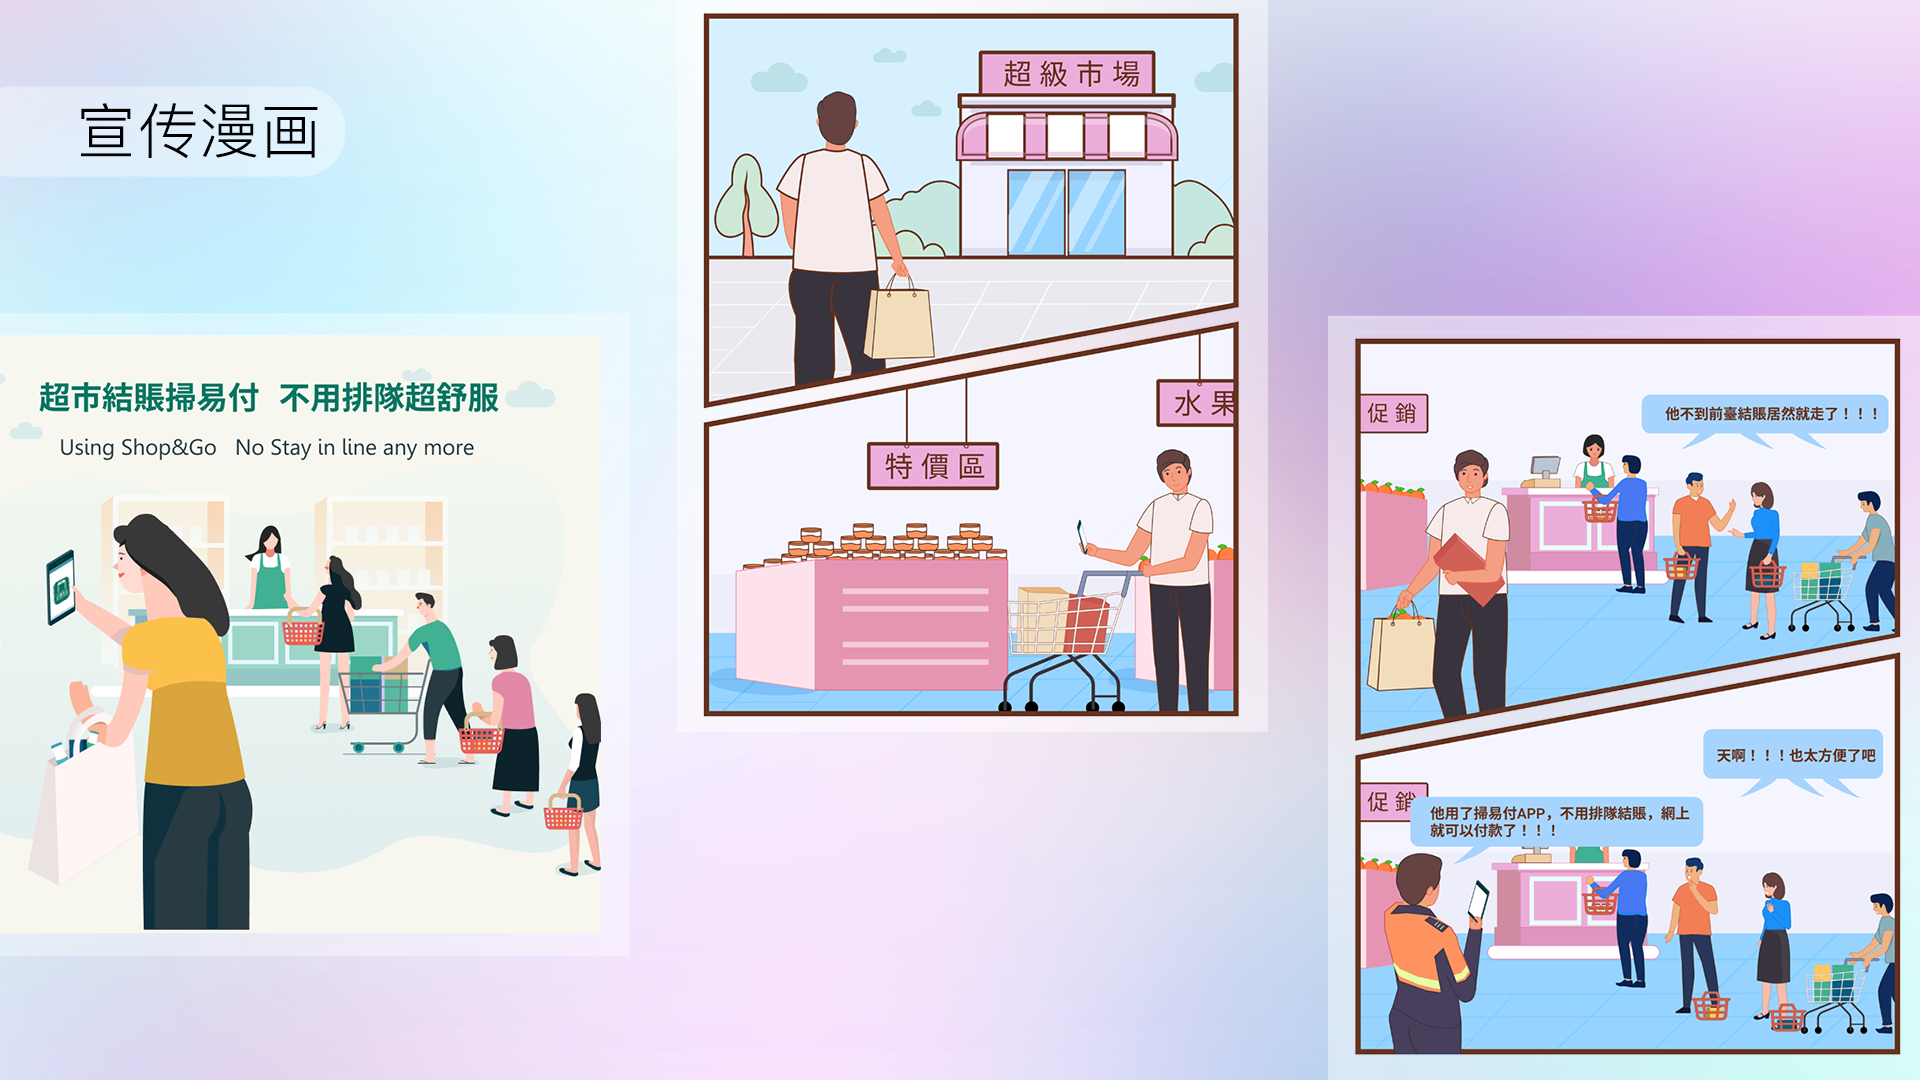 宣传漫画
超市結賬掃易付 不用排隊超舒服
Using Shop&Go No Stay in line any more
超級市場
水果
特價區
促銷
他不到前臺結賬居然就走了！！！
天啊！！！也太方便了吧
促銷
他用了掃易付APP，不用排隊結賬，網上
就可以付款了！！！